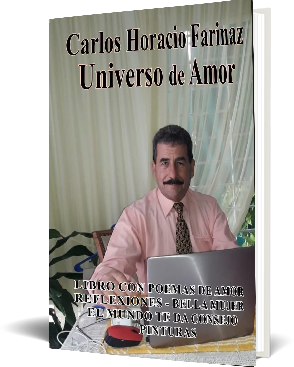 Carlos Horacio Farinaz
Universo de Amor
LIBRO CON POEMAS DE AMOR
REFLEXIONES - BELLA MUJER
EL MUNDO TE DA CONSEJO
PINTURAS